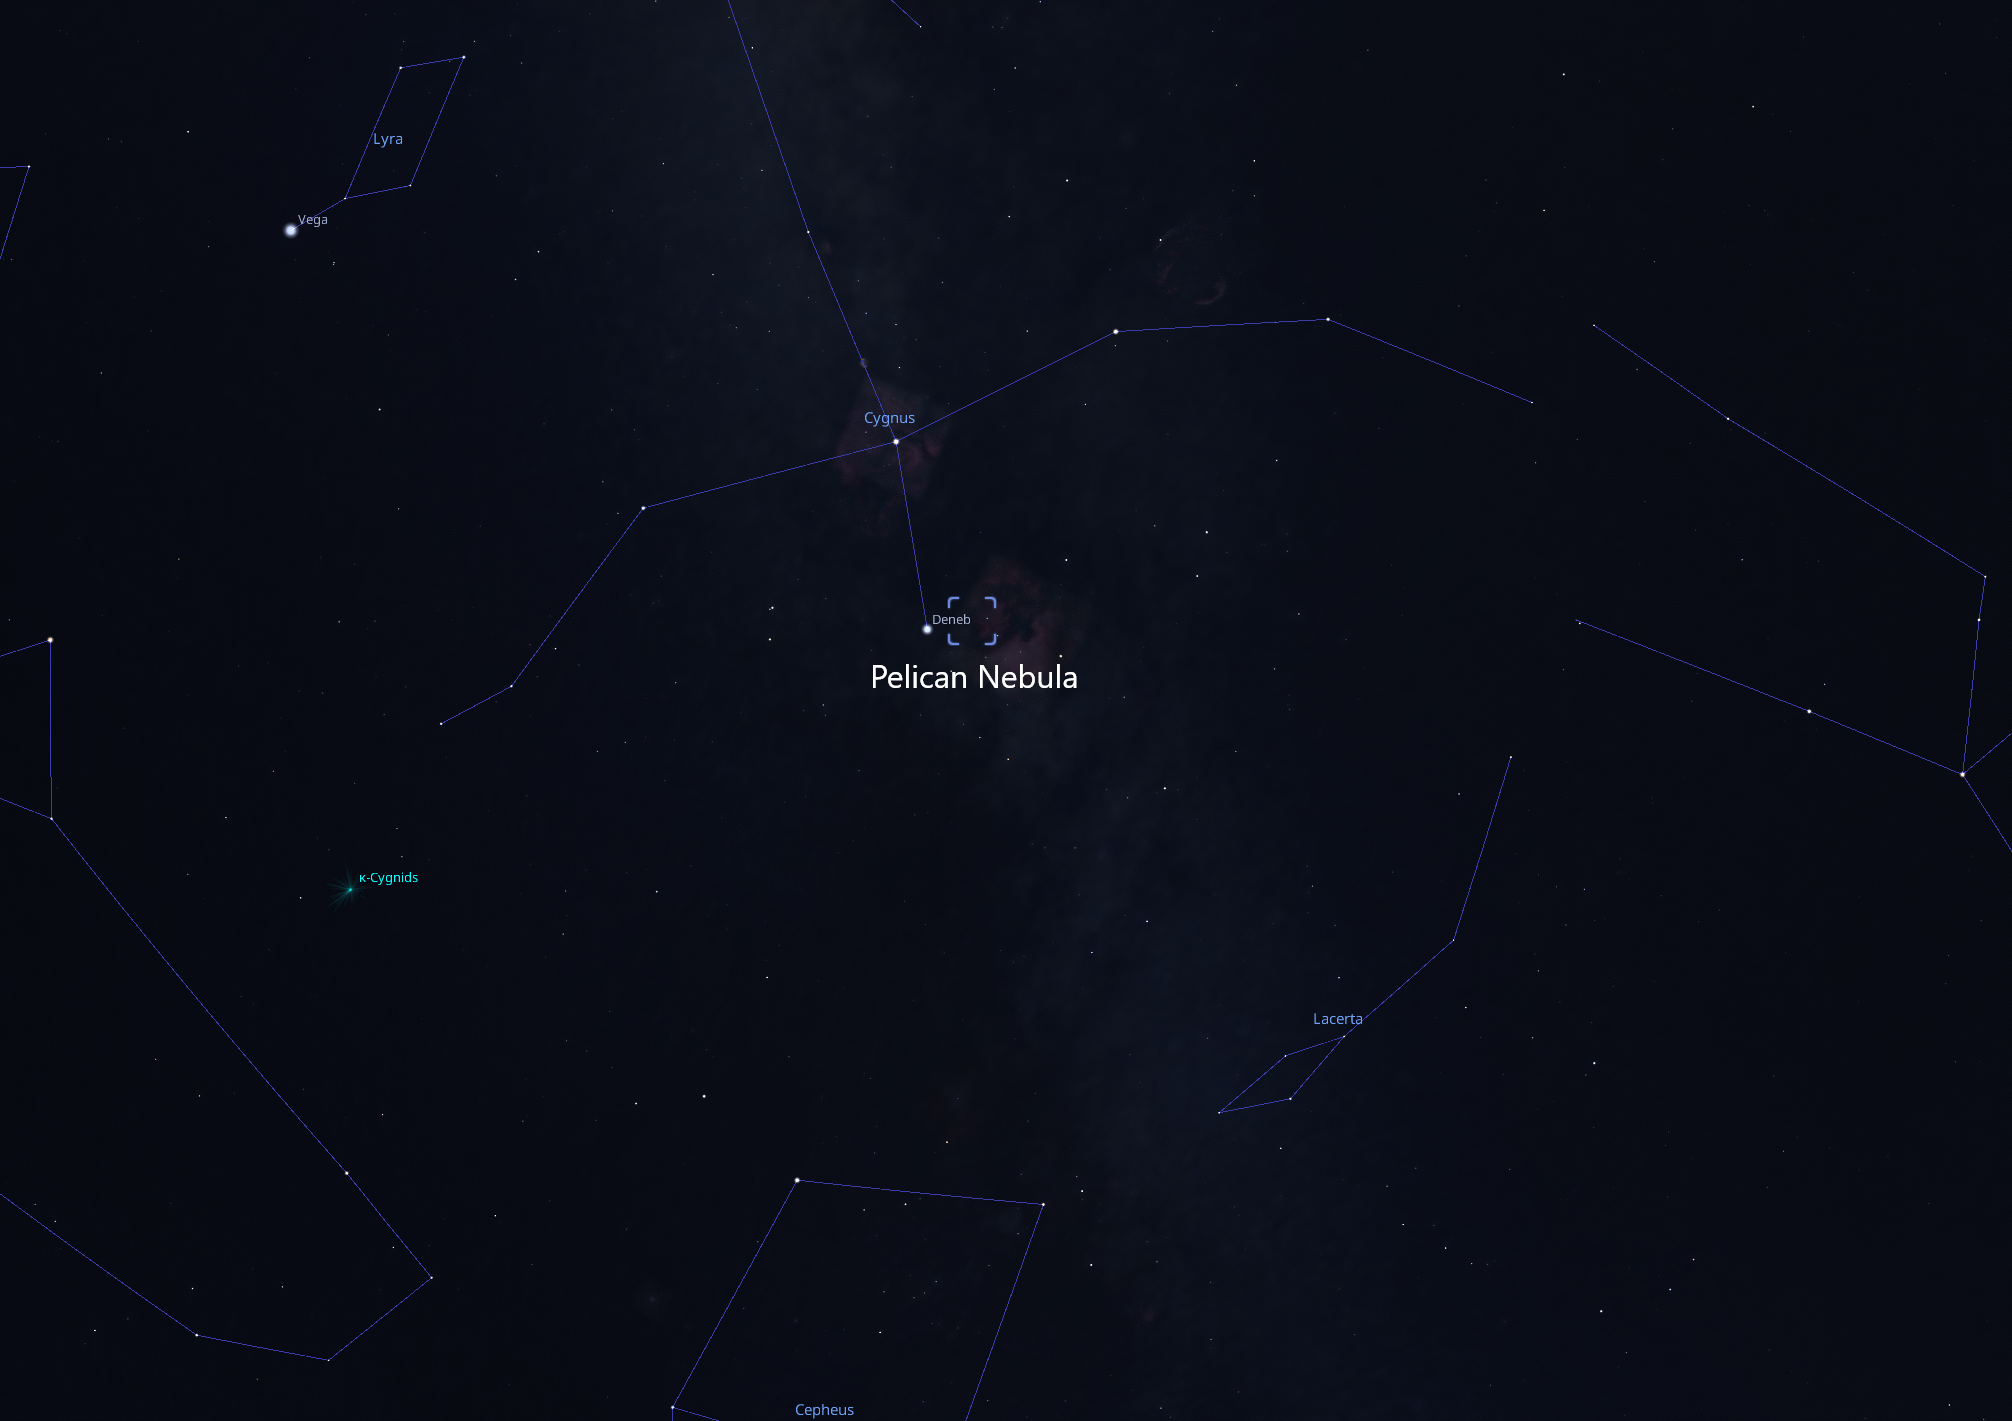 Lyra
Vega
Cygnus
Deneb
Pelican Nebula
κ-Cygnids
Lacerta
Cepheus